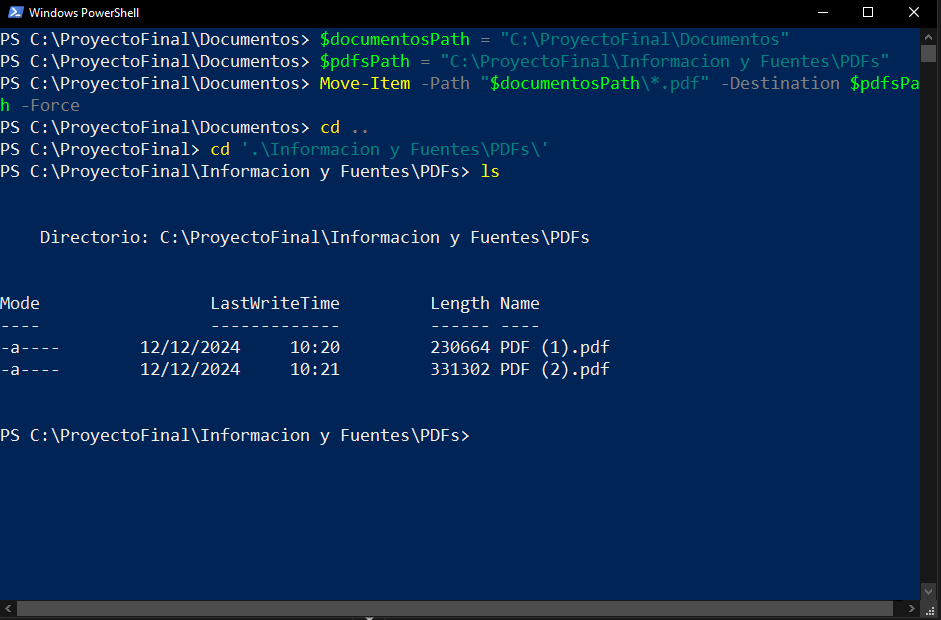 Windows PowerShell
PS C:\ProyectoFinal\Documentos> $documentosPath = "C:\ProyectoFinal\Documentos"
PS C:\ProyectoFinal\Documentos> $pdfsPath = "C:\ProyectoFinal\Informacion y Fuentes\PDFs"
PS C:\ProyectoFinal\Documentos> Move-Item -Path "$documentosPath\*.pdf" -Destination $pdfsPa
h -Force
PS C:\ProyectoFinal\Documentos> cd ..
PS C:\ProyectoFinal> cd '.\Informacion y Fuentes\PDFs\'
PS C:\ProyectoFinal\Informacion y Fuentes\PDFs> ls
Directorio: C:\ProyectoFinal\Informacion y Fuentes\PDFs
Mode LastWriteTime Length Name
---- ------------- ------ ----
-a---- 12/12/2024 10:20 230664 PDF (1).pdf
-a---- 12/12/2024 10:21 331302 PDF (2).pdf
PS C:\ProyectoFinal\Informacion y Fuentes\PDFs>